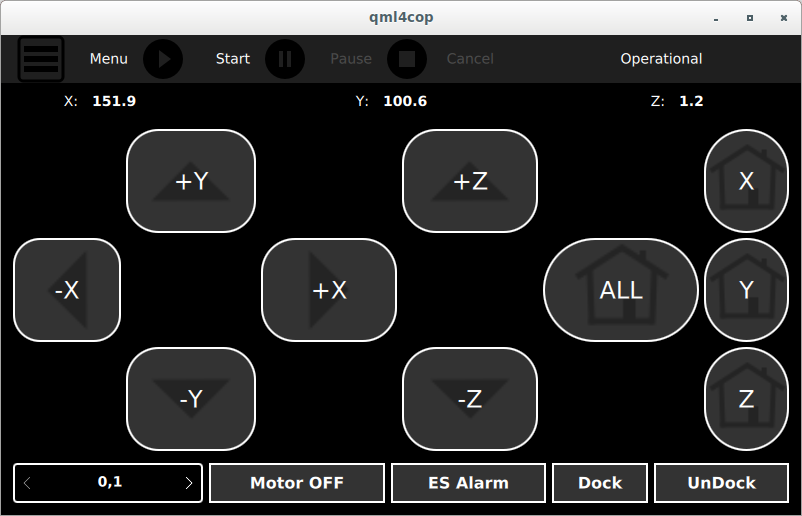 qml4cop
Menu Start Pause Cancel Operational
X: 151.9 Y: 100.6 Z: 1.2
+Y +Z X
-X +X ALL Y
-Y -Z Z
0,1 Motor OFF ES Alarm Dock UnDock